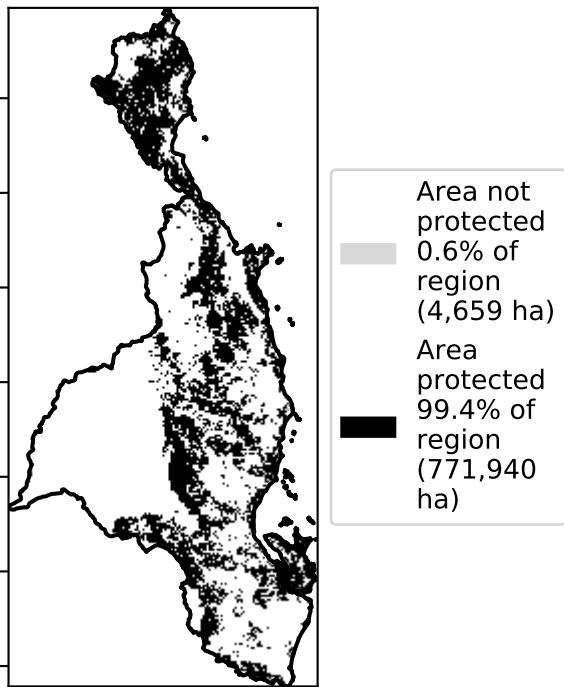 Area not
protected
0.6% of
region
(4,659 ha)
Area
protected
99.4% of
region
(771,940
ha)